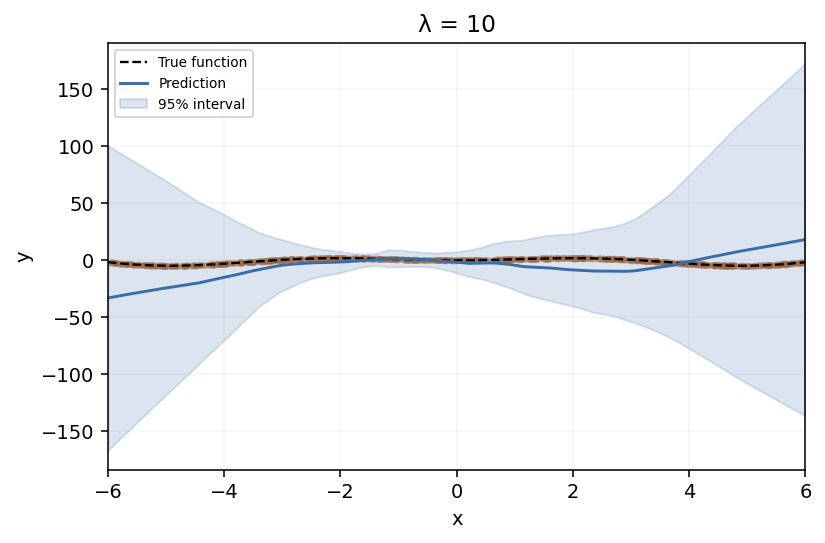 λ = 10
True function
Prediction
95% interval
y
150
100
50
0
−50
−100
−150
−6
−4
−2
0
2
4
6
x